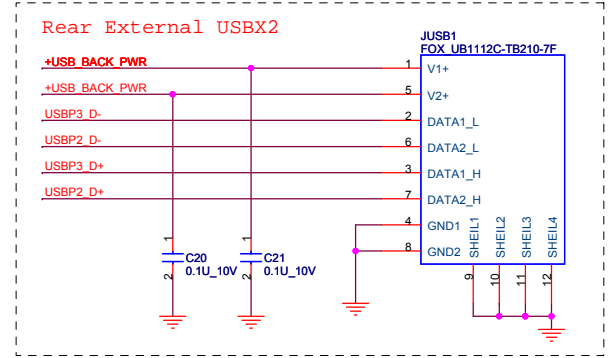 Rear External USBX2
JUSB1
FOX_UB1112C-TB210-7F
+USB_BACK_PWR 1 V1+
+USB_BACK_PWR 5 V2+
USBP3_D- 2 DATA1_L
USBP2_D- 6 DATA2_L
USBP3_D+ 3 DATA1_H
USBP2_D+ 7 DATA2_H
4 GND1
8 GND2
SHEIL1 SHEIL2 SHEIL3 SHEIL4
9 10 11 12
1 C20 0.1U_10V 2
1 C21 0.1U_10V 2